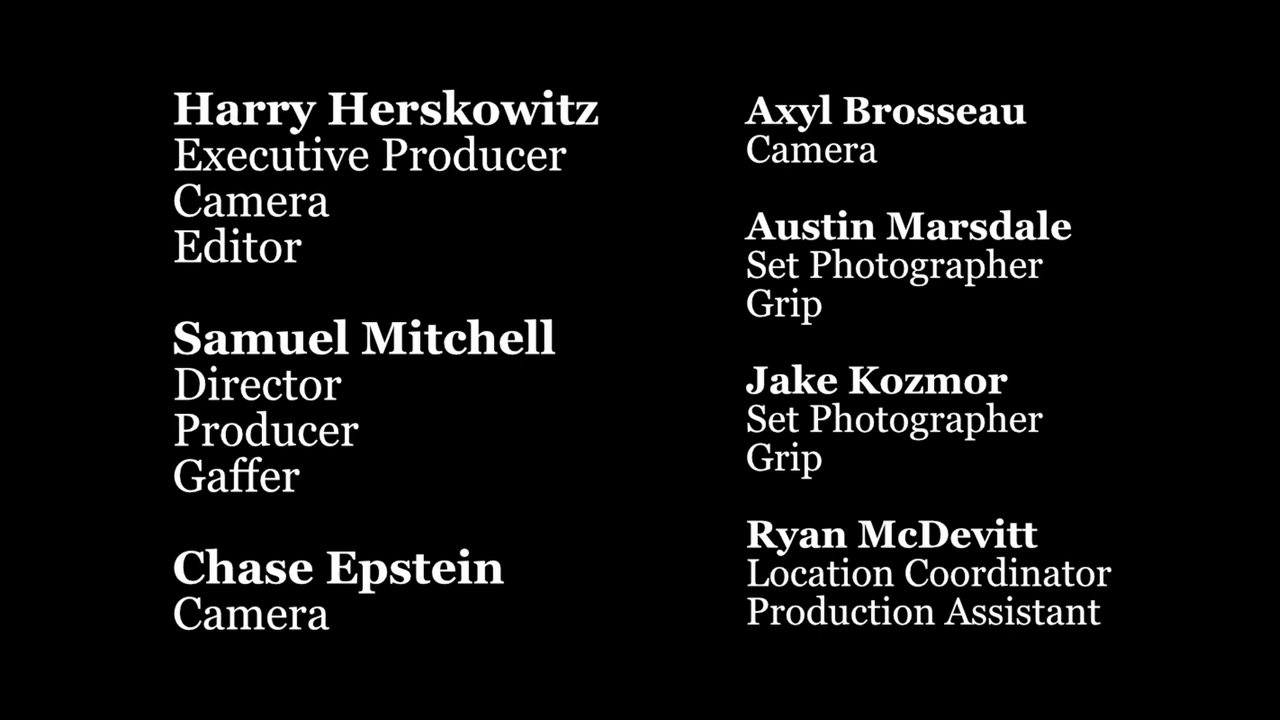 Harry Herskowitz
Executive Producer
Camera
Editor
Samuel Mitchell
Director
Producer
Gaffer
Chase Epstein
Camera
Axyl Brosseau
Camera
Austin Marsdale
Set Photographer
Grip
Jake Kozmor
Set Photographer
Grip
Ryan McDevitt
Location Coordinator
Production Assistant